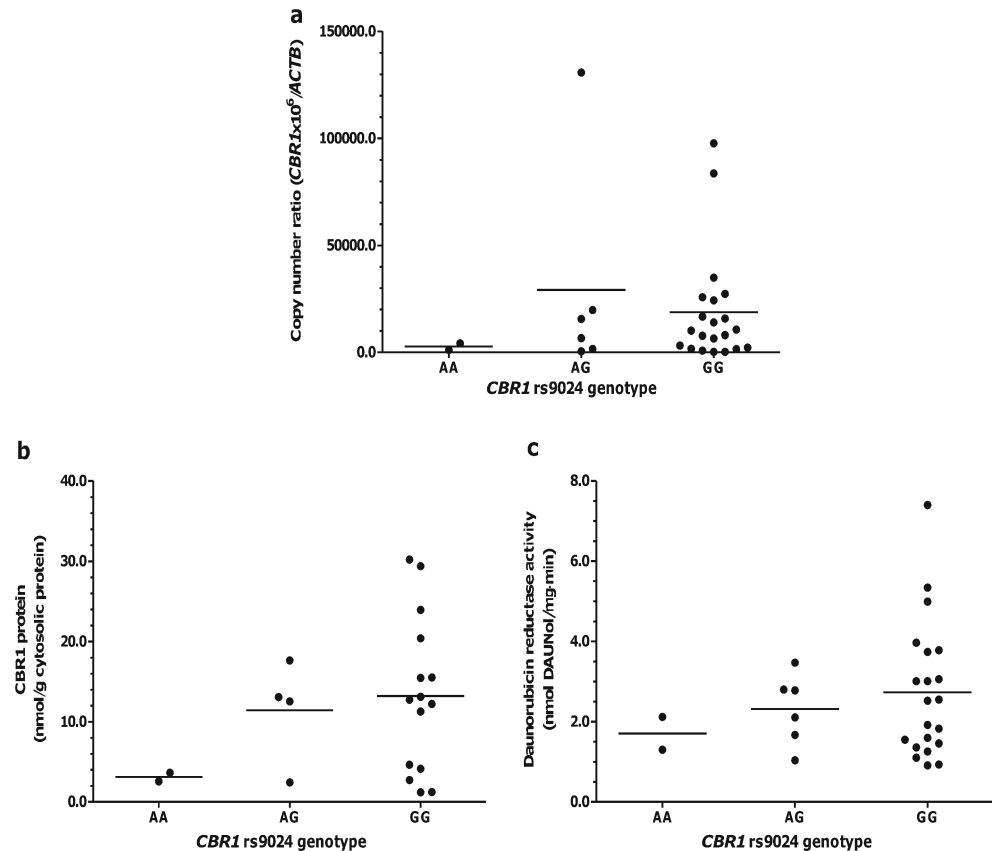 a
150000.0
100000.0
50000.0
0.0
Copy number ratio (CBR1x10⁶/ACTB)
AA AG GG
CBR1 rs9024 genotype
b
40.0
30.0
20.0
10.0
0.0
CBR1 protein
(nmol/g cytosolic protein)
AA AG GG
CBR1 rs9024 genotype
c
8.0
6.0
4.0
2.0
0.0
Daunorubicin reductase activity
(nmol DAUNol/mg·min)
AA AG GG
CBR1 rs9024 genotype